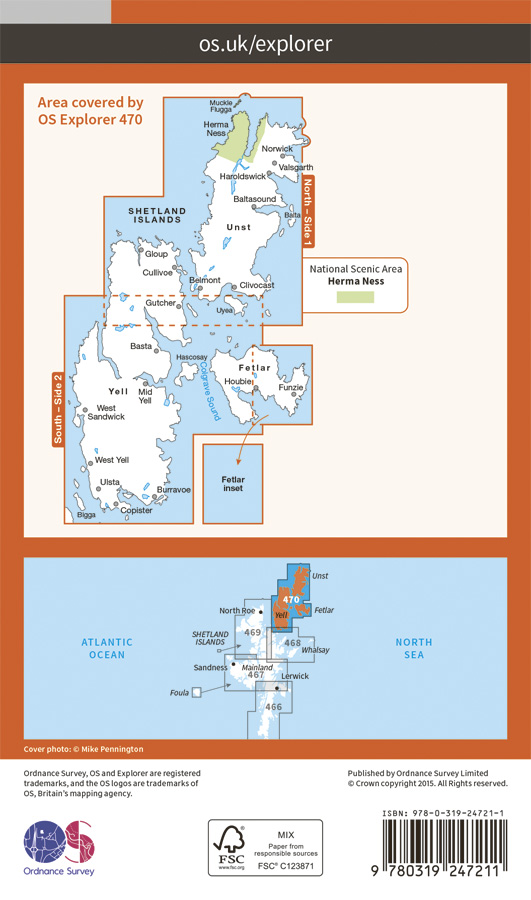 os.uk/explorer
Area covered by
OS Explorer 470
Muckle
Flugga
Herma
Ness
Norwick
Valsgarth
Haroldswick
Baltasound
Balta
SHETLAND
ISLANDS
Unst
North – Side 1
Gloup
Cullivoe
Belmont
Clivocast
Gutcher
Uyea
National Scenic Area
Herma Ness
Basta
Hascosay
Fetlar
Colgrave Sound
Houbie
Funzie
Yell
Mid
Yell
West
Sandwick
South – Side 2
West Yell
Ulsta
Burravoe
Copister
Bigga
Fetlar
inset
Unst
470
Yell
Fetlar
North Roe
469
SHETLAND
ISLANDS
468
Whalsay
ATLANTIC
OCEAN
NORTH
SEA
Sandness
Mainland
467
Lerwick
Foula
466
Cover photo: © Mike Pennington
Ordnance Survey, OS and Explorer are registered
trademarks, and the OS logos are trademarks of
OS, Britain's mapping agency.
Published by Ordnance Survey Limited
© Crown copyright 2015. All rights reserved.
OS
Ordnance Survey
FSC
www.fsc.org
MIX
Paper from
responsible sources
FSC® C123871
ISBN: 978-0-319-24721-1
9 780319 247211